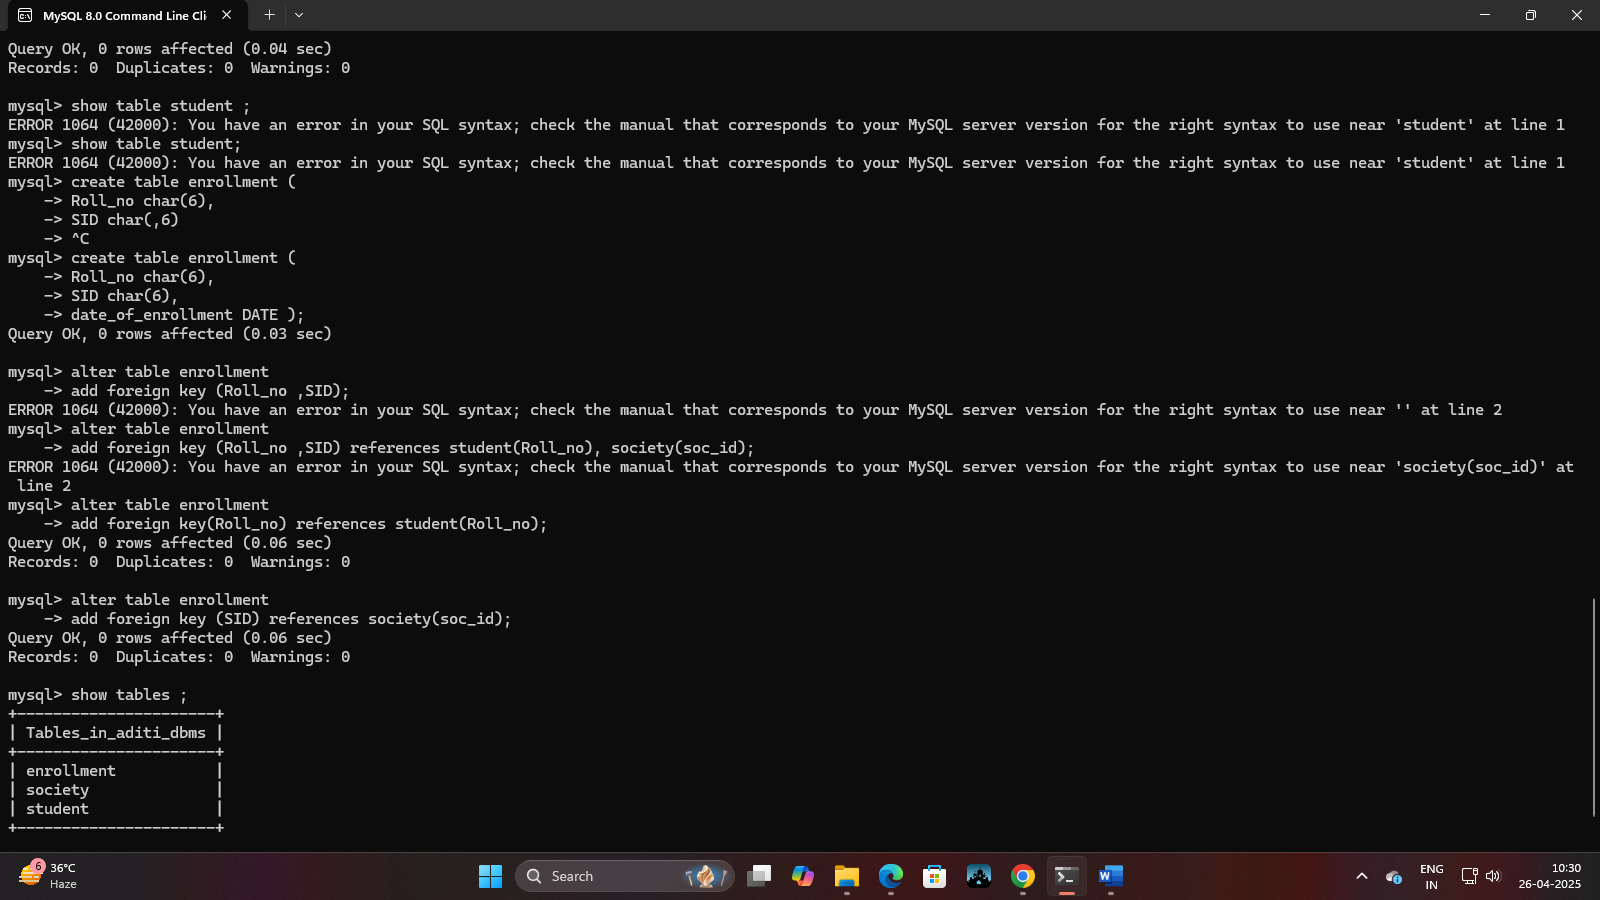 MySQL 8.0 Command Line Cli
Query OK, 0 rows affected (0.04 sec)
Records: 0  Duplicates: 0  Warnings: 0
mysql> show table student ;
ERROR 1064 (42000): You have an error in your SQL syntax; check the manual that corresponds to your MySQL server version for the right syntax to use near 'student' at line 1
mysql> show table student;
ERROR 1064 (42000): You have an error in your SQL syntax; check the manual that corresponds to your MySQL server version for the right syntax to use near 'student' at line 1
mysql> create table enrollment (
    -> Roll_no char(6),
    -> SID char(,6)
    -> ^C
mysql> create table enrollment (
    -> Roll_no char(6),
    -> SID char(6),
    -> date_of_enrollment DATE );
Query OK, 0 rows affected (0.03 sec)
mysql> alter table enrollment
    -> add foreign key (Roll_no ,SID);
ERROR 1064 (42000): You have an error in your SQL syntax; check the manual that corresponds to your MySQL server version for the right syntax to use near '' at line 2
mysql> alter table enrollment
    -> add foreign key (Roll_no ,SID) references student(Roll_no), society(soc_id);
ERROR 1064 (42000): You have an error in your SQL syntax; check the manual that corresponds to your MySQL server version for the right syntax to use near 'society(soc_id)' at
 line 2
mysql> alter table enrollment
    -> add foreign key(Roll_no) references student(Roll_no);
Query OK, 0 rows affected (0.06 sec)
Records: 0  Duplicates: 0  Warnings: 0
mysql> alter table enrollment
    -> add foreign key (SID) references society(soc_id);
Query OK, 0 rows affected (0.06 sec)
Records: 0  Duplicates: 0  Warnings: 0
mysql> show tables ;
+----------------------+
| Tables_in_aditi_dbms |
+----------------------+
| enrollment           |
| society              |
| student              |
+----------------------+
6
36°C
Haze
Search
ENG
IN
10:30
26-04-2025